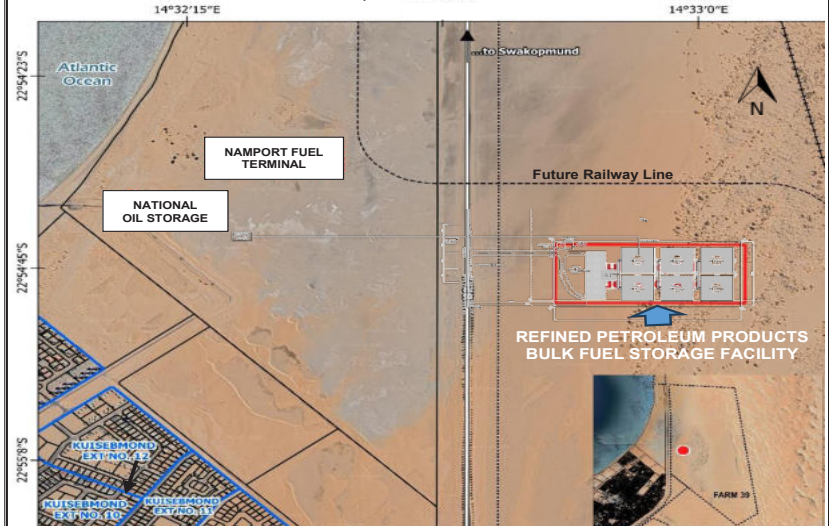 14°32'15"E
14°33'0"E
22°54'23"S
Atlantic
Ocean
...to Swakopmund
N
NAMPORT FUEL
TERMINAL
Future Railway Line
NATIONAL
OIL STORAGE
22°54'45"S
REFINED PETROLEUM PRODUCTS
BULK FUEL STORAGE FACILITY
22°55'8"S
KUISEBMOND
EXT NO. 12
KUISEBMOND
EXT NO. 10
KUISEBMOND
EXT NO. 11
FARM 39